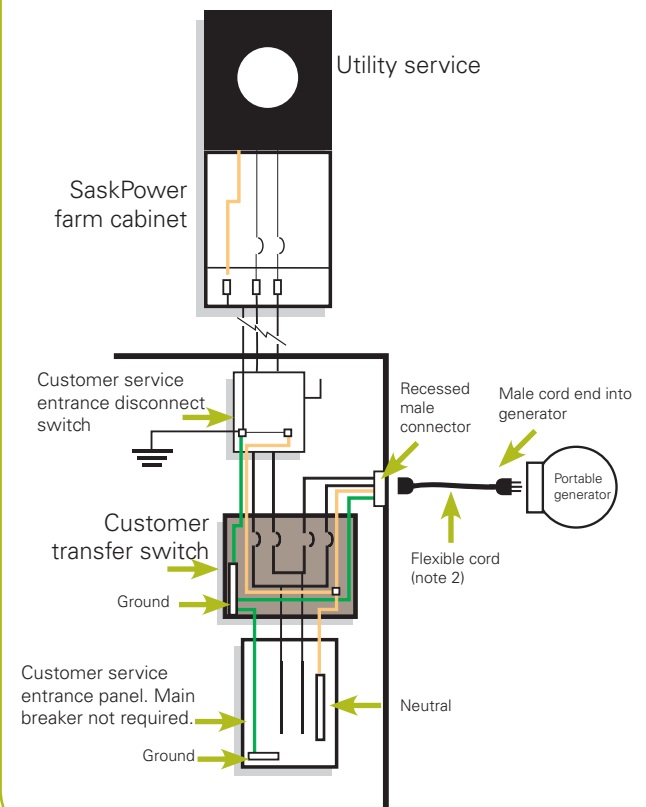 Utility service
SaskPower
farm cabinet
Customer service
entrance disconnect
switch
Recessed
male
connector
Male cord end into
generator
Portable
generator
Flexible cord
(note 2)
Customer
transfer switch
Ground
Customer service
entrance panel. Main
breaker not required.
Neutral
Ground